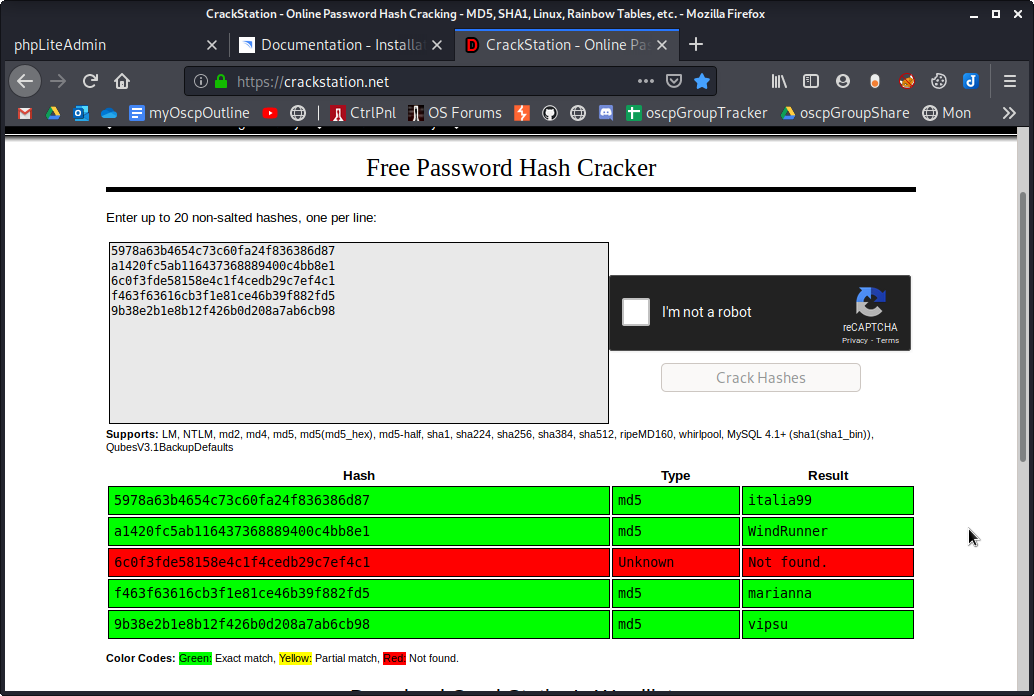 CrackStation - Online Password Hash Cracking - MD5, SHA1, Linux, Rainbow Tables, etc. - Mozilla Firefox
phpLiteAdmin
Documentation - Installa
CrackStation - Online Pa
https://crackstation.net
myOscpOutline
CtrlPnl
OS Forums
oscpGroupTracker
oscpGroupShare
Mon
Free Password Hash Cracker
Enter up to 20 non-salted hashes, one per line:
5978a63b4654c73c60fa24f836386d87
a1420fc5ab116437368889400c4bb8e1
6c0f3fde58158e4c1f4cedb29c7ef4c1
f463f63616cb3f1e81ce46b39f882fd5
9b38e2b1e8b12f426b0d208a7ab6cb98
I'm not a robot
reCAPTCHA
Privacy - Terms
Crack Hashes
Supports: LM, NTLM, md2, md4, md5, md5(md5_hex), md5-half, sha1, sha224, sha256, sha384, sha512, ripeMD160, whirlpool, MySQL 4.1+ (sha1(sha1_bin)),
QubesV3.1BackupDefaults
Hash Type Result
5978a63b4654c73c60fa24f836386d87 md5 italia99
a1420fc5ab116437368889400c4bb8e1 md5 WindRunner
6c0f3fde58158e4c1f4cedb29c7ef4c1 Unknown Not found.
f463f63616cb3f1e81ce46b39f882fd5 md5 marianna
9b38e2b1e8b12f426b0d208a7ab6cb98 md5 vipsu
Color Codes: Green: Exact match, Yellow: Partial match, Red: Not found.